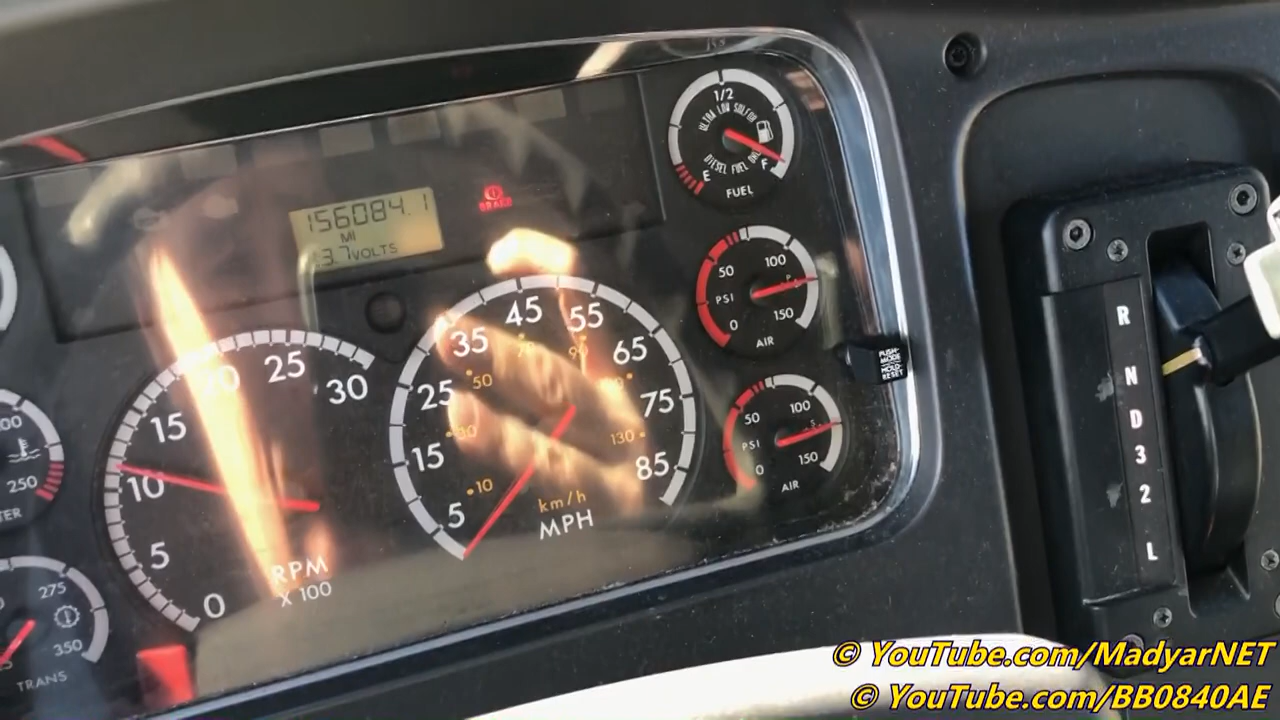 156084.1
MI
13.7 VOLTS
BRAKE
1/2
ULTRA LOW SULFUR
DIESEL FUEL ONLY
E
F
FUEL
50
100
PSI
0
150
AIR
50
100
PSI
0
150
AIR
PUSH-
MODE
HOLD-
RESET
0
5
10
15
20
25
30
RPM
X 100
5
15
25
35
45
55
65
75
85
10
30
50
70
90
130
km/h
MPH
250
275
350
TRANS
R
N
D
3
2
L
© YouTube.com/MadyarNET
© YouTube.com/BB0840AE